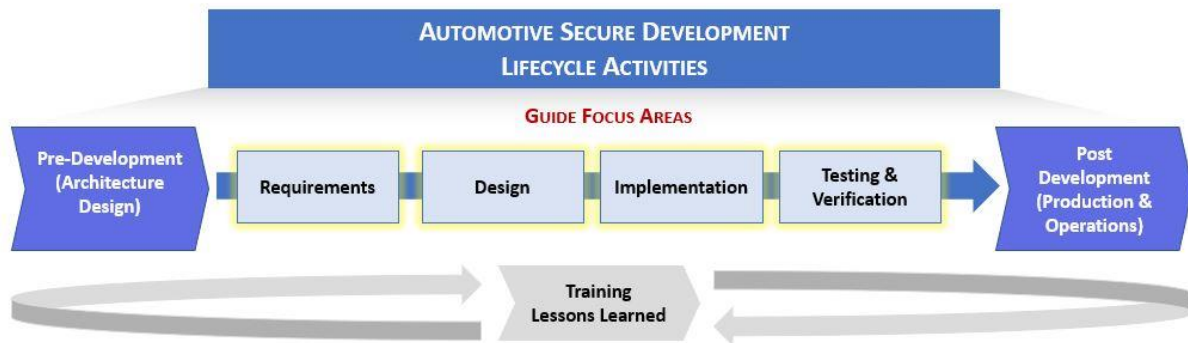 AUTOMOTIVE SECURE DEVELOPMENT
LIFECYCLE ACTIVITIES
GUIDE FOCUS AREAS
Pre-Development
(Architecture
Design)
Requirements
Design
Implementation
Testing &
Verification
Post
Development
(Production &
Operations)
Training
Lessons Learned